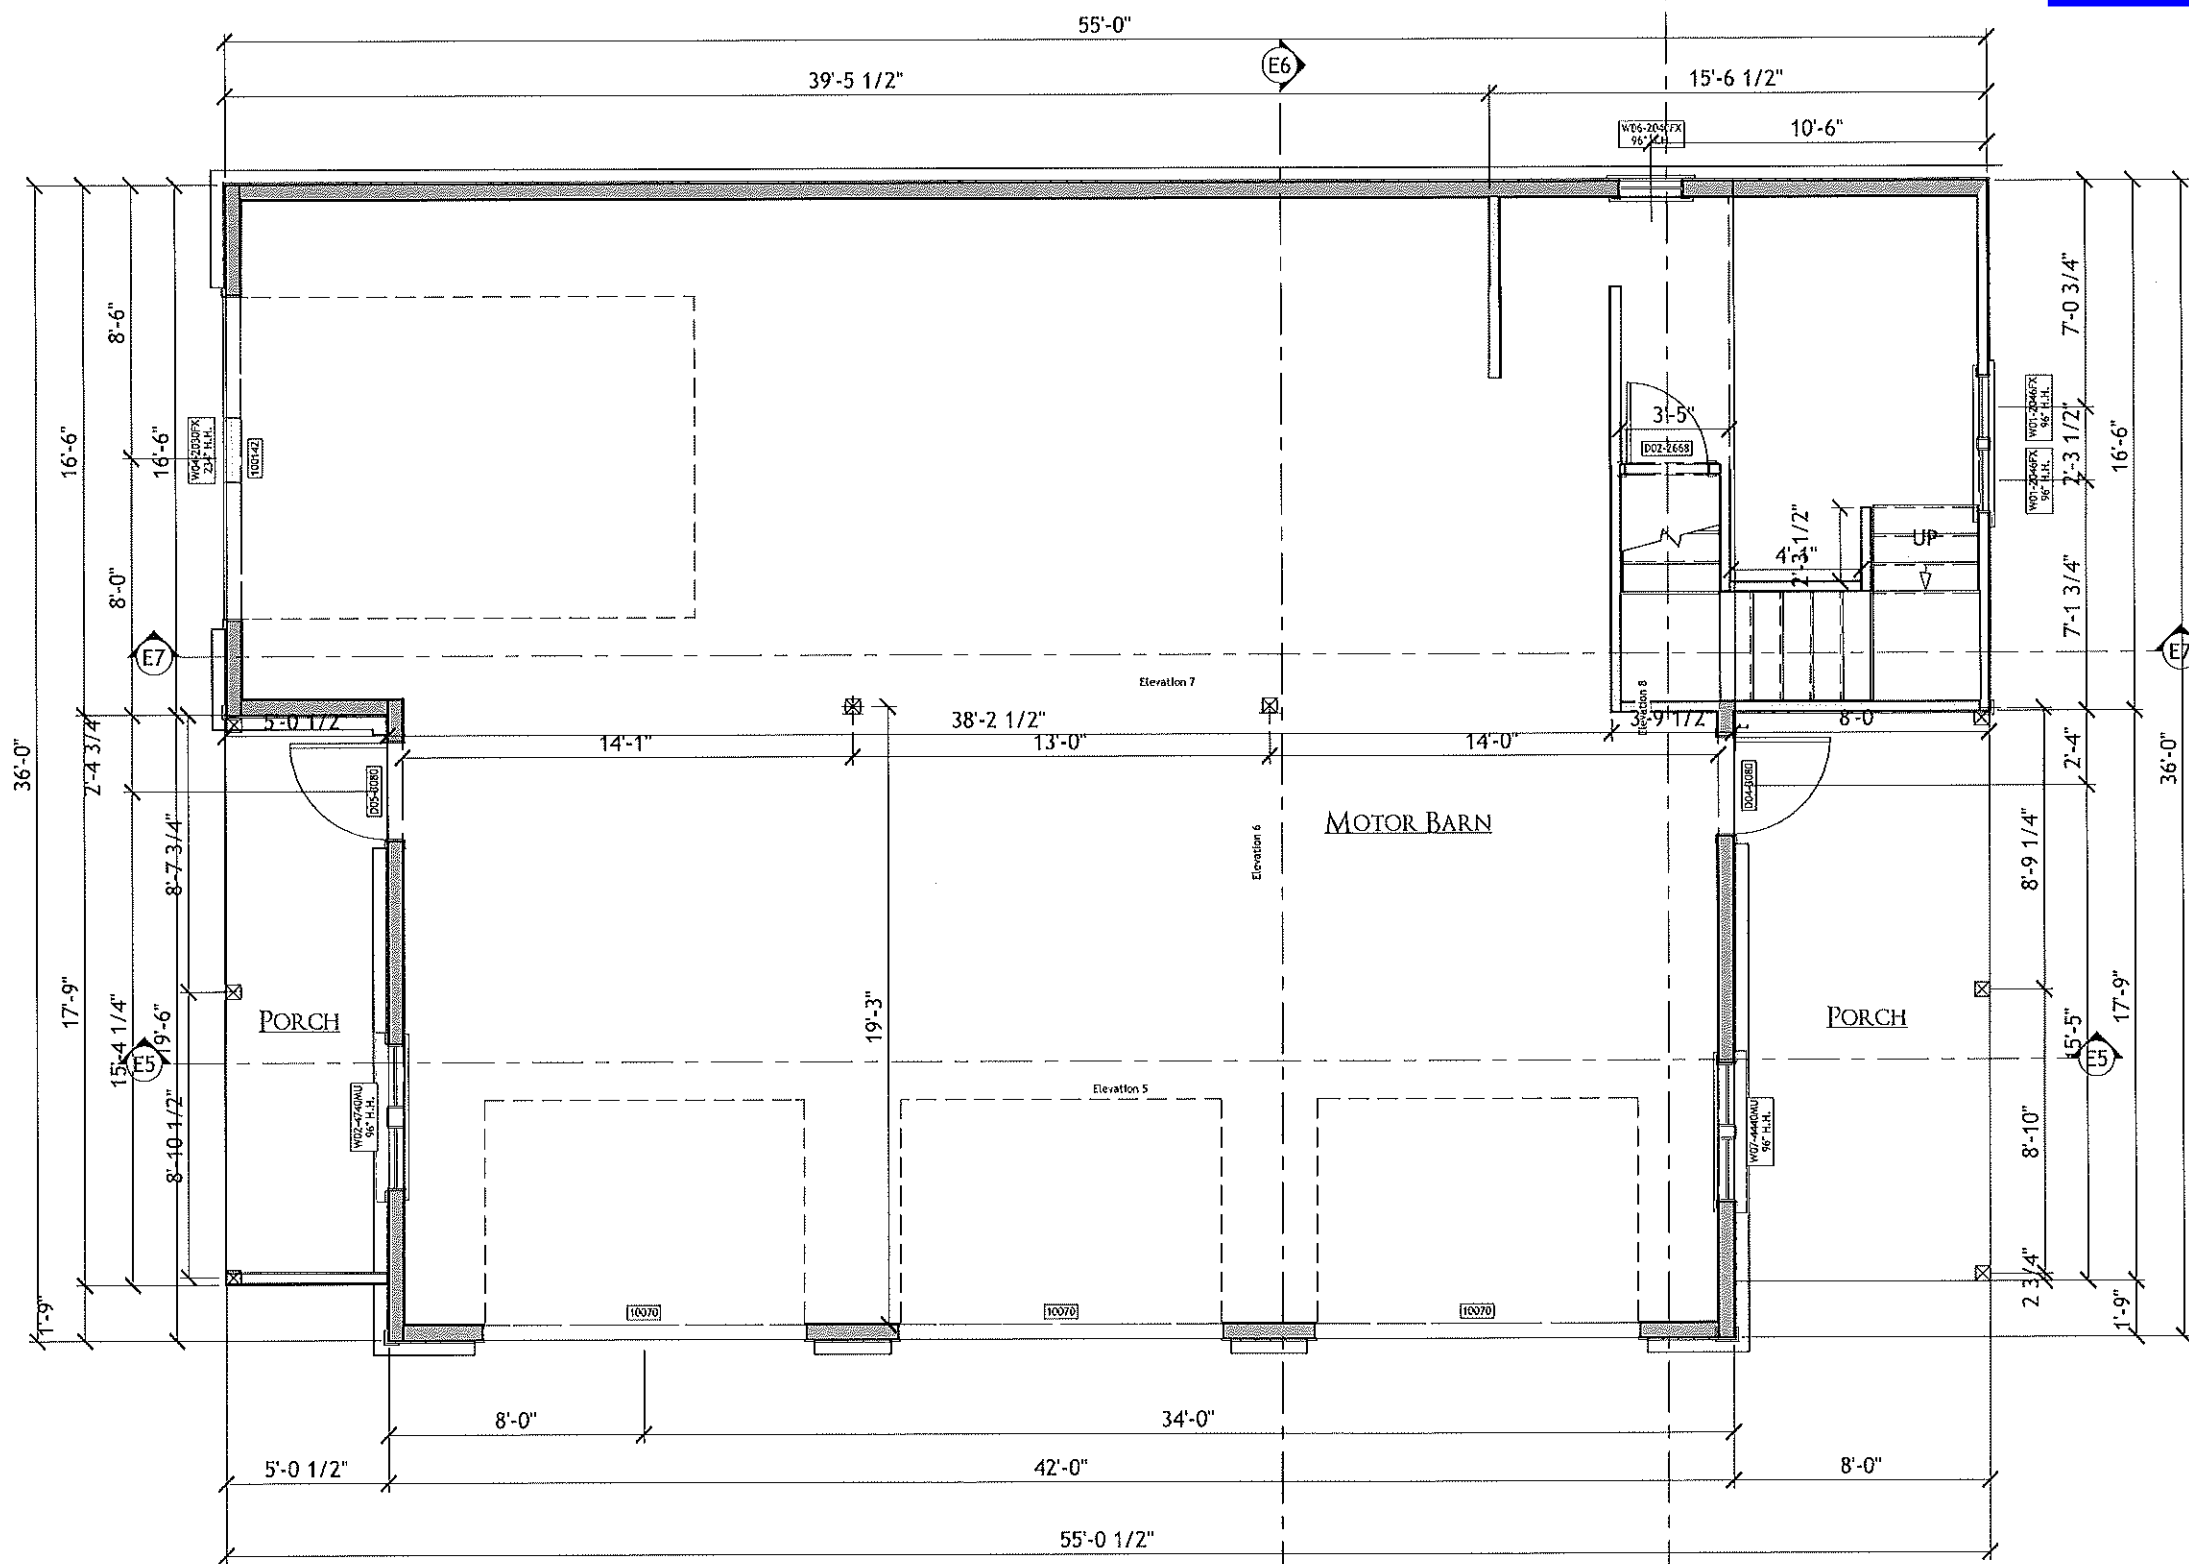 55'-0"
E6
39'-5 1/2"
15'-6 1/2"
10'-6"
96" H.H.
36'-0"
16'-6"
8'-6"
16'-6"
8'-0"
W04-2030FX
234" H.H.
3'-5"
D02-2668
7'-0 3/4"
W01-2046FX
96" H.H.
2'-3 1/2"
W01-2046FX
96" H.H.
16'-6"
7'-1 3/4"
36'-0"
2'-3 1/2"
UP
E7
E7
Elevation 7
Elevation 8
5'-0 1/2
38'-2 1/2"
3'-9 1/2
8'-0
14'-1"
13'-0"
14'-0"
2'-4 3/4"
2'-4"
D05-3080
D04-3080
MOTOR BARN
Elevation 6
8'-7 3/4"
8'-9 1/4"
17'-9"
15'-4 1/4"
19'-6"
PORCH
19'-3"
PORCH
15'-5"
17'-9"
E5
E5
Elevation 5
W02-4740MU
96" H.H.
W07-4440MU
96" H.H.
8'-10 1/2"
8'-10"
2 3/4"
1'-9"
1'-9"
10070
10070
10070
8'-0"
34'-0"
5'-0 1/2"
42'-0"
8'-0"
55'-0 1/2"